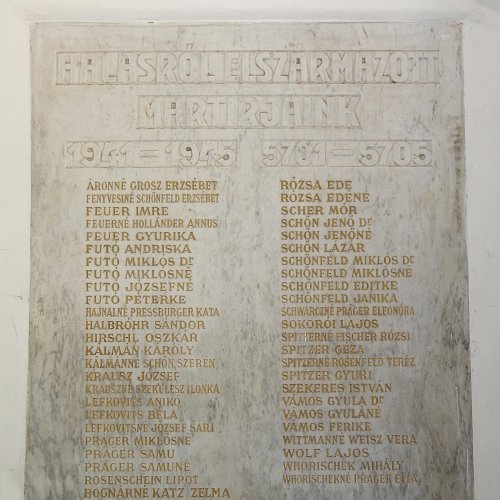 HALASRÓL ELSZÁRMAZOTT
MÁRTIRJAINK
1941–1945 5701–5705
ÁRONNÉ GROSZ ERZSÉBET
FENYVESINÉ SCHÖNFELD ERZSÉBET
FEUER IMRE
FEUERNÉ HOLLÄNDER ANNUS
FEUER GYURIKA
FUTÓ ANDRISKA
FUTÓ MIKLÓS Dr
FUTÓ MIKLÓSNÉ
FUTÓ JÓZSEFNÉ
FUTÓ PÉTERKE
HAJNALNÉ PRESSBURGER KATA
HALBRÖHR SÁNDOR
HIRSCHL OSZKÁR
KÁLMÁN KÁROLY
KÁLMÁNNÉ SCHÖN SZERÉN
KRAUSZ JÓZSEF
KRAUSZNÉ SZEKULESZ ILONKA
LEFKOVITS ANIKÓ
LEFKOVITS BÉLA
LEFKOVITSNÉ JÓZSEF SÁRI
PRÁGER MIKLÓSNÉ
PRÁGER SAMU
PRÁGER SAMUNÉ
ROSENSCHEIN LIPÓT
BOGNÁRNÉ KATZ ZELMA
RÓZSA EDE
RÓZSA EDÉNÉ
SCHER MÓR
SCHÖN JENŐ Dr
SCHÖN JENŐNÉ
SCHÖN LÁZÁR
SCHÖNFELD MIKLÓS Dr
SCHÖNFELD MIKLÓSNÉ
SCHÖNFELD EDITKE
SCHÖNFELD JANIKA
SCHWARCZNÉ PRÁGER ELEONÓRA
SOKORÓI LAJOS
SPITZERNÉ FISCHER RÓZSI
SPITZER GÉZA
SPITZERNÉ ROSENFELD TERÉZ
SPITZER GYURI
SZEKERES ISTVÁN
VÁMOS GYULA Dr
VÁMOS GYULÁNÉ
VÁMOS FERIKE
WITTMANNÉ WEISZ VERA
WOLF LAJOS
WHORISCHEK MIHÁLY
WHORISCHEKNÉ PRÁGER BELLA